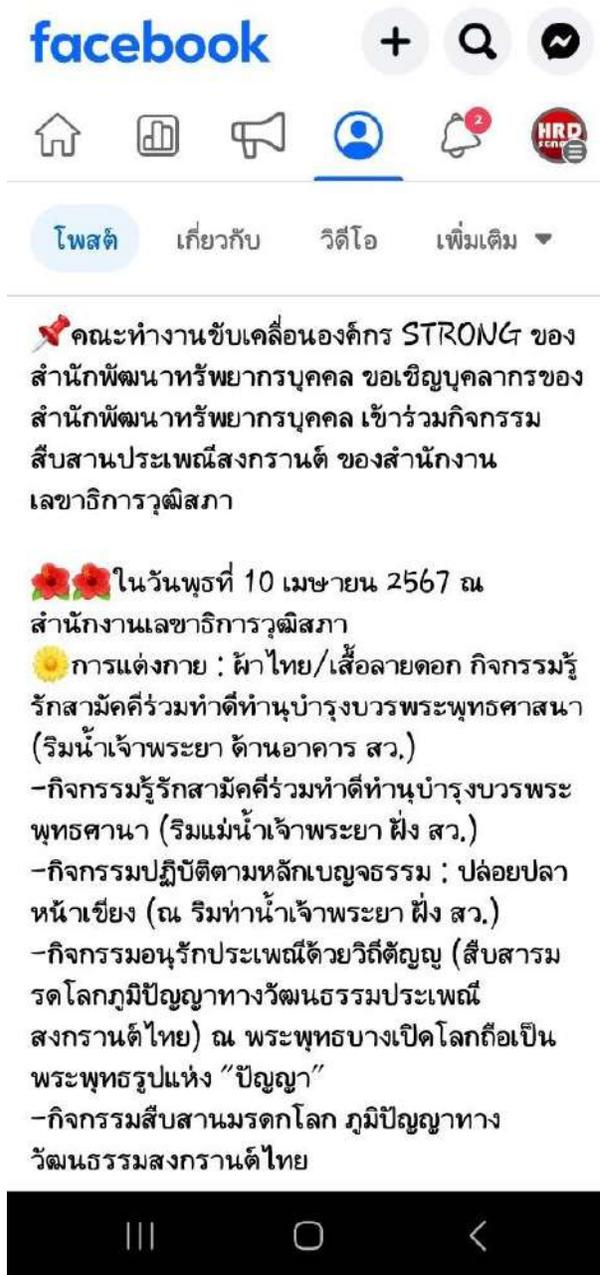 facebook
2
HRD
โพสต์ เกี่ยวกับ วิดีโอ เพิ่มเติม
คณะทำงานขับเคลื่อนองค์กร STRONG ของ
สำนักพัฒนาทรัพยากรบุคคล ขอเชิญบุคลากรของ
สำนักพัฒนาทรัพยากรบุคคล เข้าร่วมกิจกรรม
สืบสานประเพณีสงกรานต์ ของสำนักงาน
เลขาธิการวุฒิสภา
ในวันพุธที่ 10 เมษายน 2567 ณ
สำนักงานเลขาธิการวุฒิสภา
การแต่งกาย : ผ้าไทย/เสื้อลายดอก กิจกรรมรู้
รักสามัคคีร่วมทำดีทำนุบำรุงบวรพระพุทธศาสนา
(ริมน้ำเจ้าพระยา ด้านอาคาร สว.)
-กิจกรรมรู้รักสามัคคีร่วมทำดีทำนุบำรุงบวรพระ
พุทธศานา (ริมแม่น้ำเจ้าพระยา ฝั่ง สว.)
-กิจกรรมปฏิบัติตามหลักเบญจธรรม : ปล่อยปลา
หน้าเขียง (ณ ริมท่าน้ำเจ้าพระยา ฝั่ง สว.)
-กิจกรรมอนุรักประเพณีด้วยวิถีตัญญู (สืบสารม
รดโลกภูมิปัญญาทางวัฒนธรรมประเพณี
สงกรานต์ไทย) ณ พระพุทธบางเปิดโลกถือเป็น
พระพุทธรูปแห่ง "ปัญญา"
-กิจกรรมสืบสานมรดกโลก ภูมิปัญญาทาง
วัฒนธรรมสงกรานต์ไทย